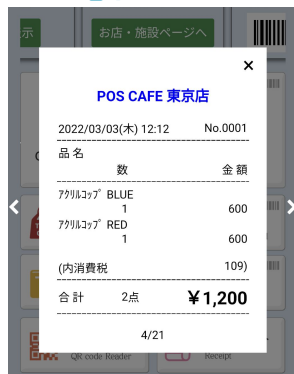 示
お店・施設ページへ
×
POS CAFE 東京店
2022/03/03(木) 12:12 No.0001
品名
数 金額
ｱｸﾘﾙｺｯﾌﾟ BLUE
1 600
ｱｸﾘﾙｺｯﾌﾟ RED
1 600
(内消費税 109)
合計 2点 ￥1,200
4/21
QR code Reader
Receipt